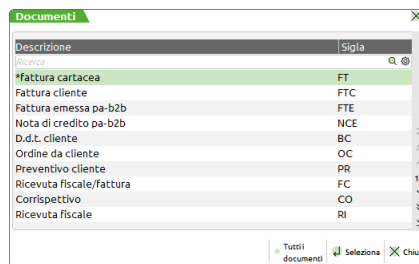 Documenti
Descrizione Sigla
Ricerca
*fattura cartacea FT
Fattura cliente FTC
Fattura emessa pa-b2b FTE
Nota di credito pa-b2b NCE
D.d.t. cliente BC
Ordine da cliente OC
Preventivo cliente PR
Ricevuta fiscale/fattura FC
Corrispettivo CO
Ricevuta fiscale RI
Tutti i
documenti
Seleziona
Chiu